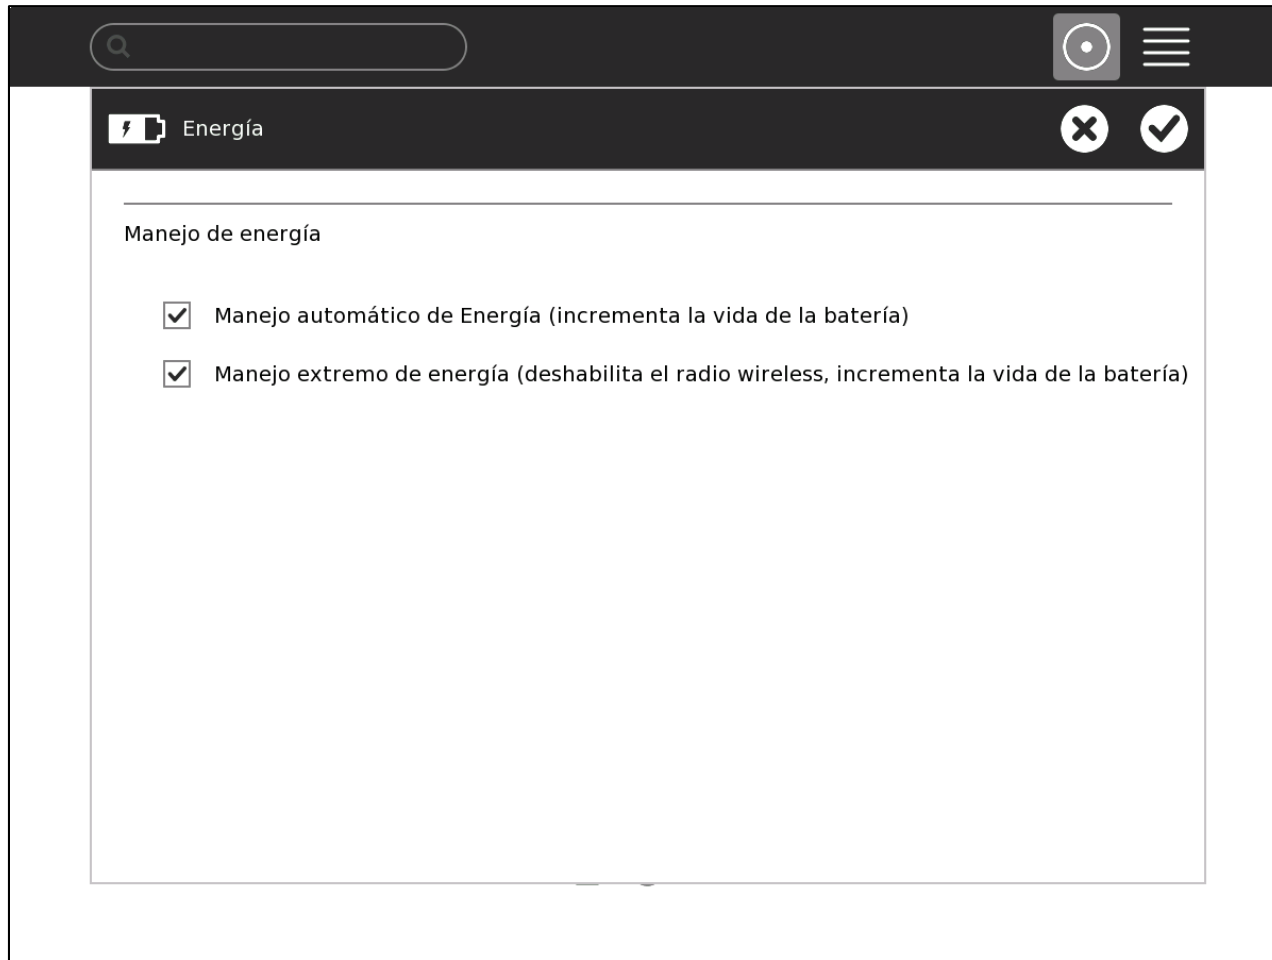 Energía
Manejo de energía
Manejo automático de Energía (incrementa la vida de la batería)
Manejo extremo de energía (deshabilita el radio wireless, incrementa la vida de la batería)